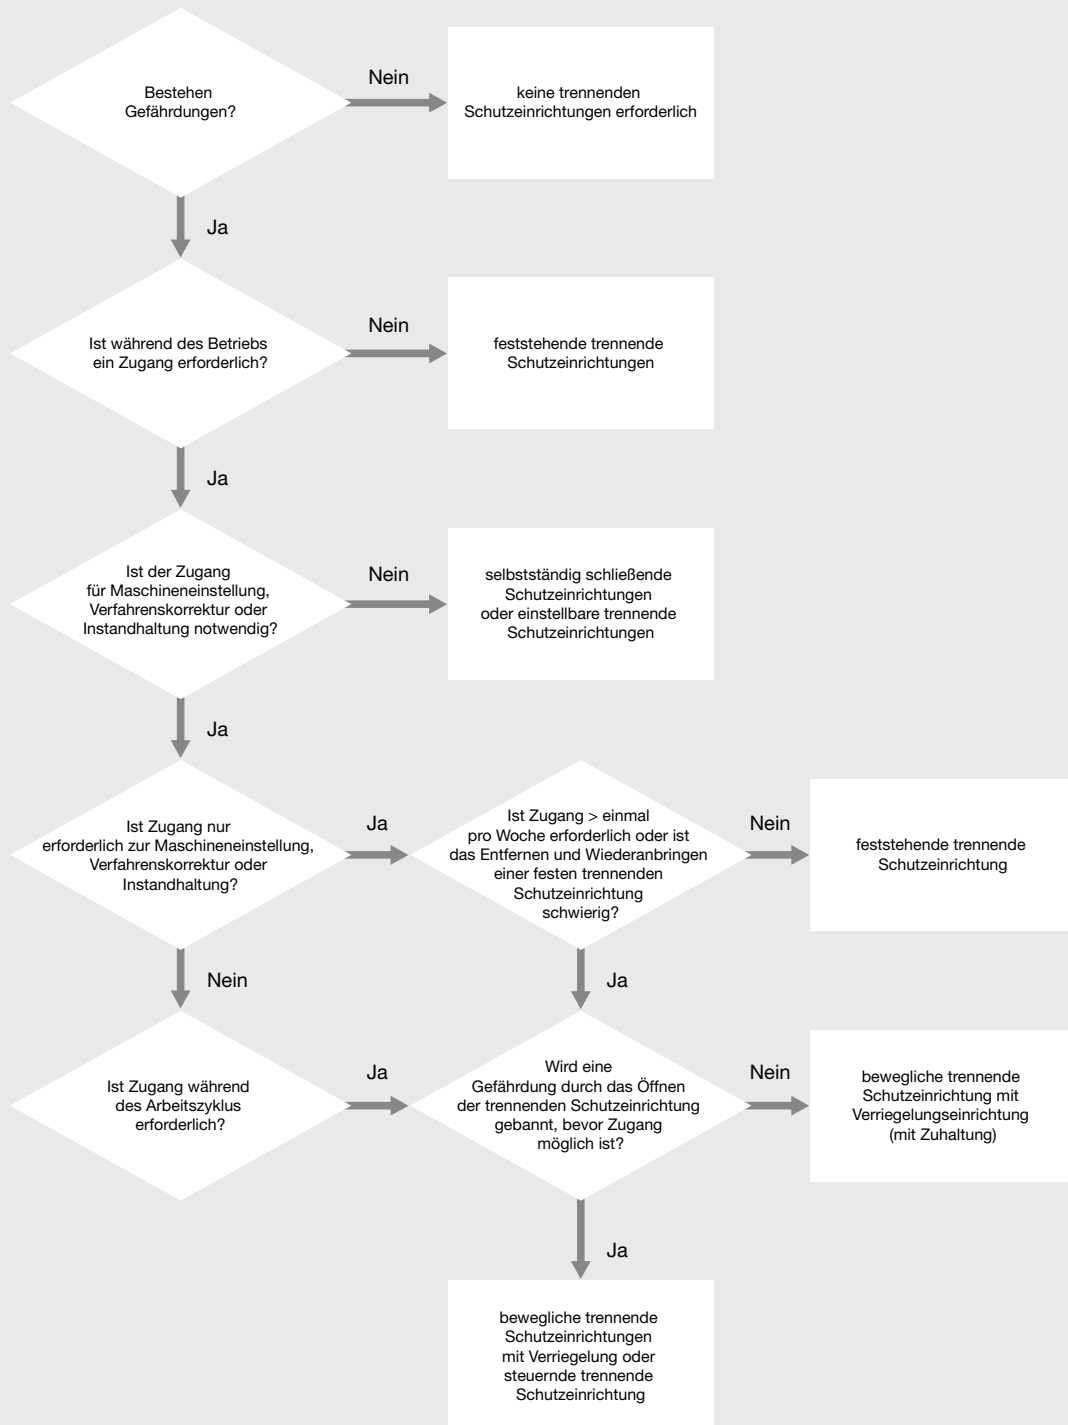 Bestehen
Gefährdungen?
Nein
keine trennenden
Schutzeinrichtungen erforderlich
Ja
Ist während des Betriebs
ein Zugang erforderlich?
Nein
feststehende trennende
Schutzeinrichtungen
Ja
Ist der Zugang
für Maschineneinstellung,
Verfahrenskorrektur oder
Instandhaltung notwendig?
Nein
selbstständig schließende
Schutzeinrichtungen
oder einstellbare trennende
Schutzeinrichtungen
Ja
Ist Zugang nur
erforderlich zur Maschineneinstellung,
Verfahrenskorrektur oder
Instandhaltung?
Ja
Ist Zugang > einmal
pro Woche erforderlich oder ist
das Entfernen und Wiederanbringen
einer festen trennenden
Schutzeinrichtung
schwierig?
Nein
feststehende trennende
Schutzeinrichtung
Nein
Ja
Ist Zugang während
des Arbeitszyklus
erforderlich?
Ja
Wird eine
Gefährdung durch das Öffnen
der trennenden Schutzeinrichtung
gebannt, bevor Zugang
möglich ist?
Nein
bewegliche trennende
Schutzeinrichtung mit
Verriegelungseinrichtung
(mit Zuhaltung)
Ja
bewegliche trennende
Schutzeinrichtungen
mit Verriegelung oder
steuernde trennende
Schutzeinrichtung